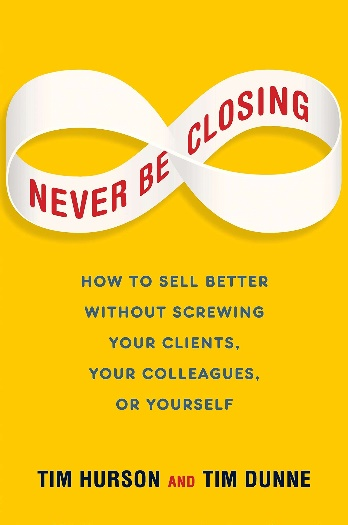 NEVER BE CLOSING
HOW TO SELL BETTER
WITHOUT SCREWING
YOUR CLIENTS,
YOUR COLLEAGUES,
OR YOURSELF
TIM HURSON AND TIM DUNNE